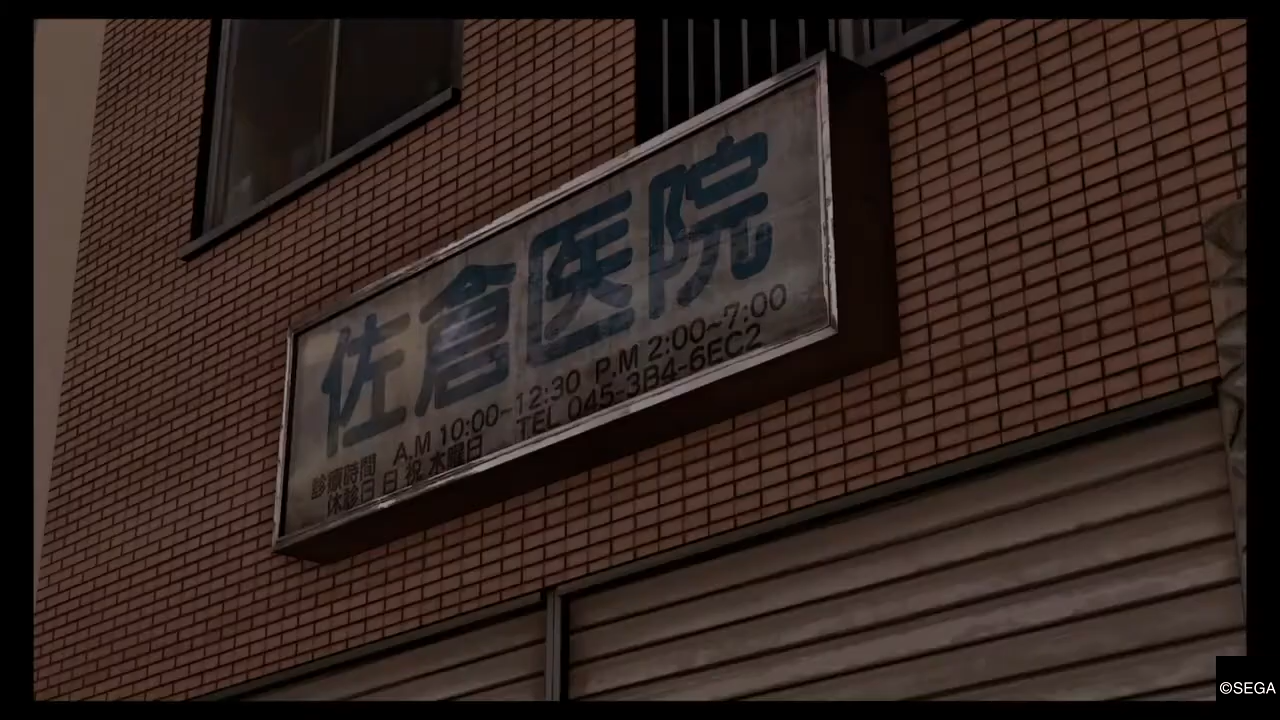 佐倉医院
診療時間 A.M 10:00~12:30 P.M 2:00~7:00
休診日 日 祝 水曜日 TEL 045-3B4-6EC2
©SEGA